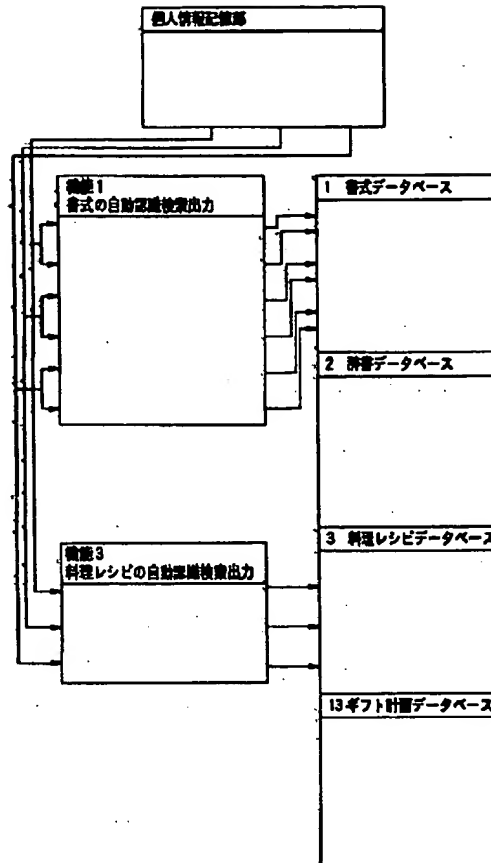 個人情報記憶部
機能1
書式の自動認識検索出力
1 書式データベース
2 辞書データベース
機能3
料理レシピの自動認識検索出力
3 料理レシピデータベース
13ギフト計画データベース